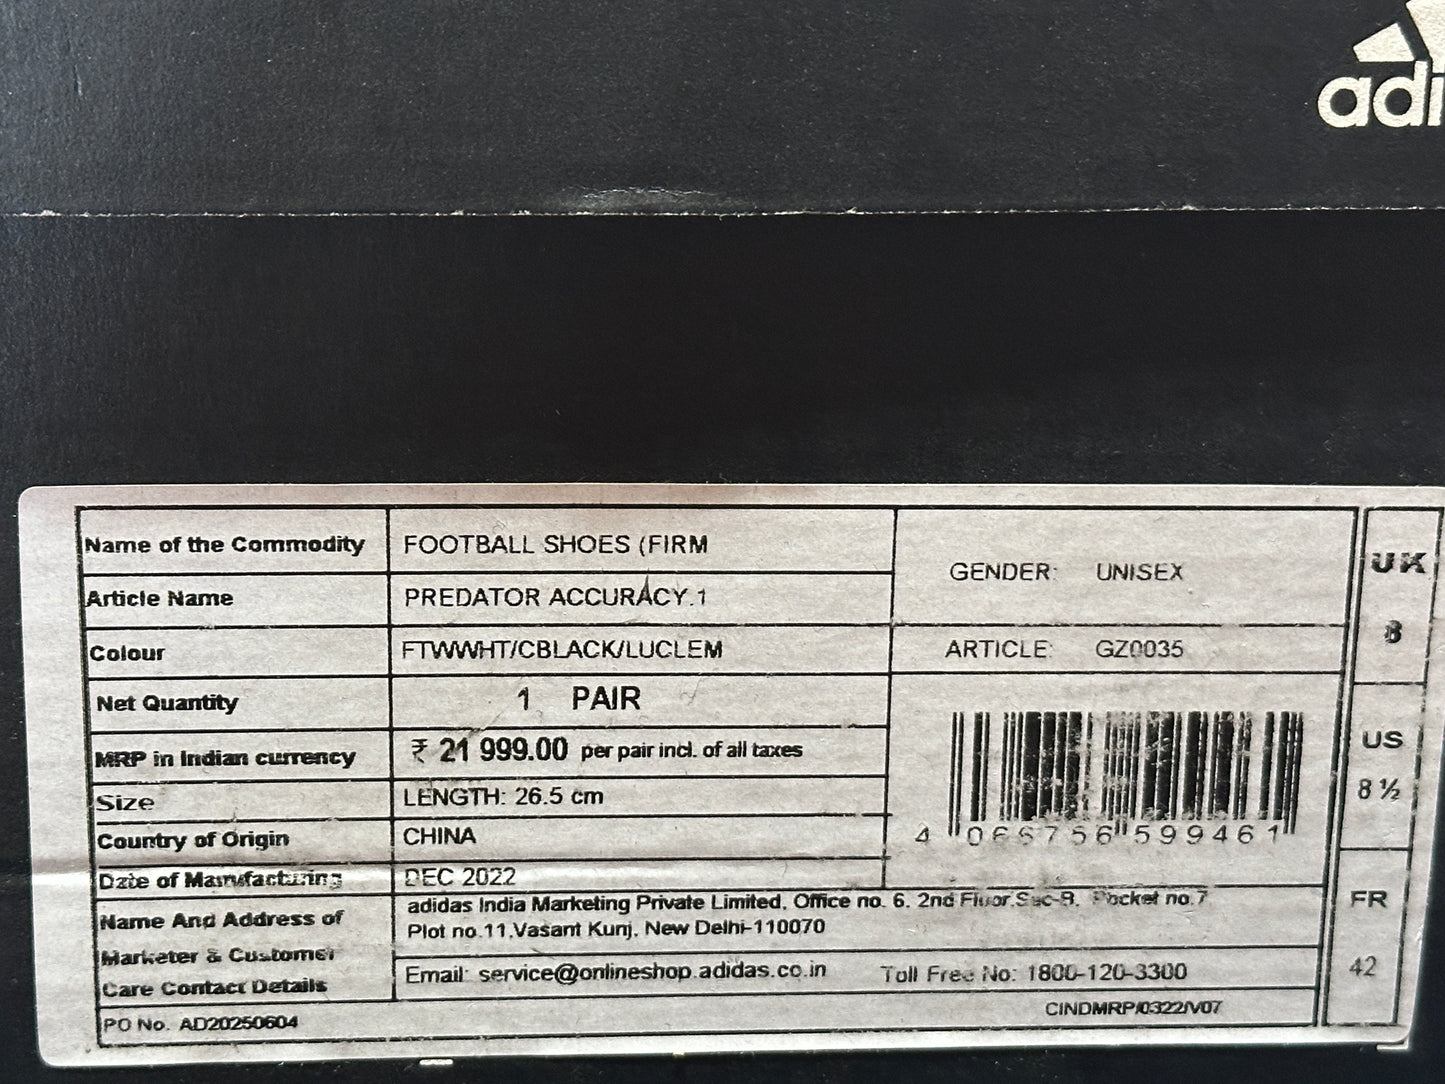 adi
Name of the Commodity FOOTBALL SHOES (FIRM
GENDER: UNISEX
Article Name PREDATOR ACCURACY.1
Colour FTWWHT/CBLACK/LUCLEM
ARTICLE: GZ0035
Net Quantity 1 PAIR
MRP in Indian currency ₹ 21 999.00 per pair incl. of all taxes
Size LENGTH: 26.5 cm
Country of Origin CHINA
4 066756 599461
Date of Manufacturing DEC 2022
Name And Address of
Marketer & Customer
Care Contact Details
adidas India Marketing Private Limited, Office no. 6. 2nd Floor,Sec-B, Pocket no.7
Plot no.11,Vasant Kunj, New Delhi-110070
Email: service@onlineshop.adidas.co.in Toll Free No: 1800-120-3300
PO No. AD20250604
CINDMRP/0322/V07
UK
8
US
8 ½
FR
42